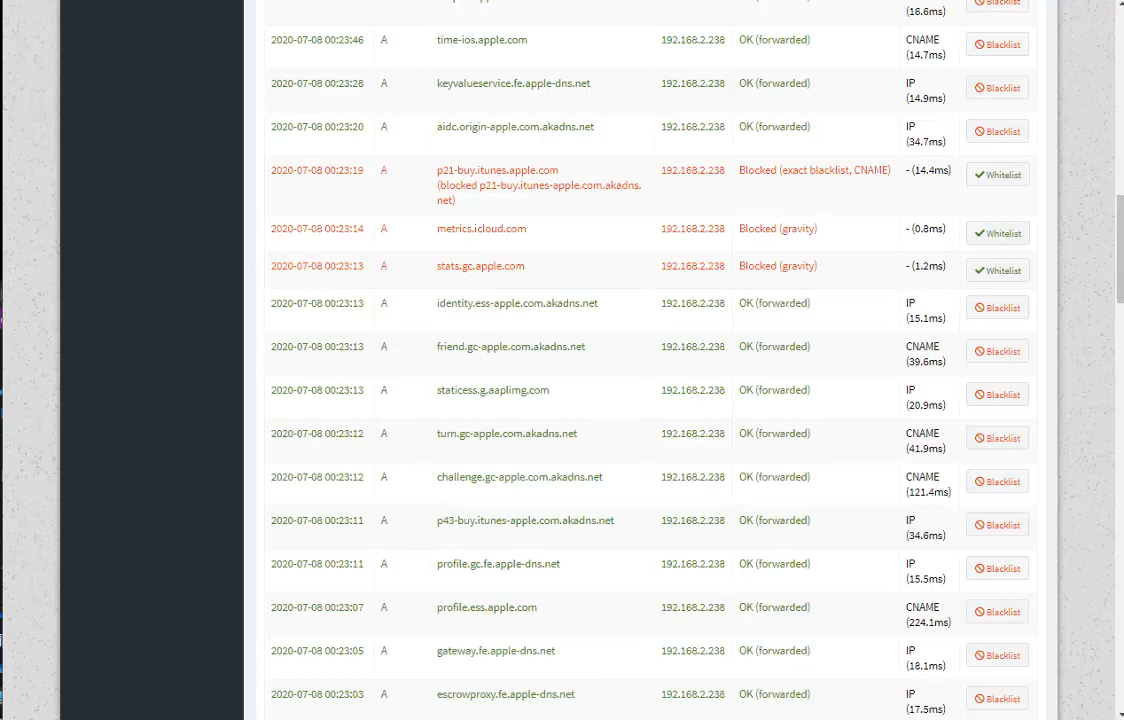 (16.6ms)
Blacklist
2020-07-08 00:23:46 A time-ios.apple.com 192.168.2.238 OK (forwarded) CNAME
(14.7ms)
Blacklist
2020-07-08 00:23:28 A keyvalueservice.fe.apple-dns.net 192.168.2.238 OK (forwarded) IP
(14.9ms)
Blacklist
2020-07-08 00:23:20 A aidc.origin-apple.com.akadns.net 192.168.2.238 OK (forwarded) IP
(34.7ms)
Blacklist
2020-07-08 00:23:19 A p21-buy.itunes.apple.com 192.168.2.238 Blocked (exact blacklist, CNAME) - (14.4ms) Whitelist
(blocked p21-buy.itunes-apple.com.akadns.
net)
2020-07-08 00:23:14 A metrics.icloud.com 192.168.2.238 Blocked (gravity) - (0.8ms) Whitelist
2020-07-08 00:23:13 A stats.gc.apple.com 192.168.2.238 Blocked (gravity) - (1.2ms) Whitelist
2020-07-08 00:23:13 A identity.ess-apple.com.akadns.net 192.168.2.238 OK (forwarded) IP
(15.1ms)
Blacklist
2020-07-08 00:23:13 A friend.gc-apple.com.akadns.net 192.168.2.238 OK (forwarded) CNAME
(39.6ms)
Blacklist
2020-07-08 00:23:13 A staticess.g.aaplimg.com 192.168.2.238 OK (forwarded) IP
(20.9ms)
Blacklist
2020-07-08 00:23:12 A turn.gc-apple.com.akadns.net 192.168.2.238 OK (forwarded) CNAME
(41.9ms)
Blacklist
2020-07-08 00:23:12 A challenge.gc-apple.com.akadns.net 192.168.2.238 OK (forwarded) CNAME
(121.4ms)
Blacklist
2020-07-08 00:23:11 A p43-buy.itunes-apple.com.akadns.net 192.168.2.238 OK (forwarded) IP
(34.6ms)
Blacklist
2020-07-08 00:23:11 A profile.gc.fe.apple-dns.net 192.168.2.238 OK (forwarded) IP
(15.5ms)
Blacklist
2020-07-08 00:23:07 A profile.ess.apple.com 192.168.2.238 OK (forwarded) CNAME
(224.1ms)
Blacklist
2020-07-08 00:23:05 A gateway.fe.apple-dns.net 192.168.2.238 OK (forwarded) IP
(18.1ms)
Blacklist
2020-07-08 00:23:03 A escrowproxy.fe.apple-dns.net 192.168.2.238 OK (forwarded) IP
(17.5ms)
Blacklist